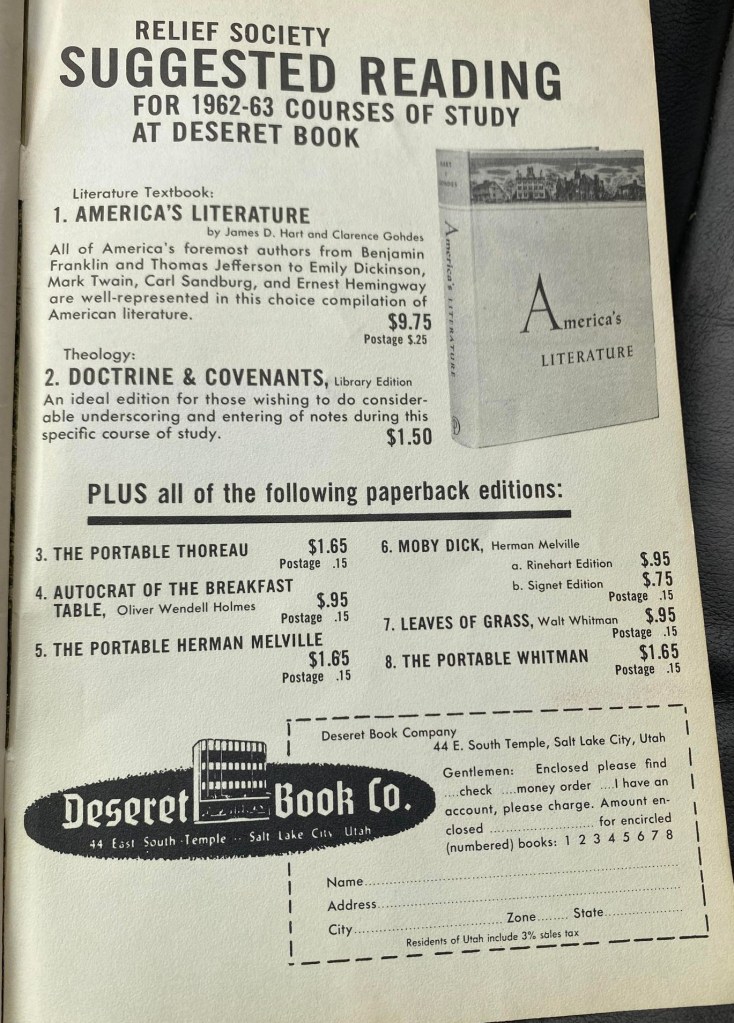 RELIEF SOCIETY
SUGGESTED READING
FOR 1962-63 COURSES OF STUDY
AT DESERET BOOK
Literature Textbook:
1. AMERICA'S LITERATURE
by James D. Hart and Clarence Gohdes
All of America's foremost authors from Benjamin
Franklin and Thomas Jefferson to Emily Dickinson,
Mark Twain, Carl Sandburg, and Ernest Hemingway
are well-represented in this choice compilation of
American literature.
$9.75
Postage $.25
Theology:
2. DOCTRINE & COVENANTS, Library Edition
An ideal edition for those wishing to do consider-
able underscoring and entering of notes during this
specific course of study.
$1.50
HART
GOHDES
America's LITERATURE
America's
LITERATURE
PLUS all of the following paperback editions:
3. THE PORTABLE THOREAU $1.65
Postage .15
4. AUTOCRAT OF THE BREAKFAST
TABLE, Oliver Wendell Holmes $.95
Postage .15
5. THE PORTABLE HERMAN MELVILLE
$1.65
Postage .15
6. MOBY DICK, Herman Melville
a. Rinehart Edition $.95
b. Signet Edition $.75
Postage .15
7. LEAVES OF GRASS, Walt Whitman $.95
Postage .15
8. THE PORTABLE WHITMAN $1.65
Postage .15
Deseret Book Co.
44 East South Temple -- Salt Lake City, Utah
Deseret Book Company
44 E. South Temple, Salt Lake City, Utah
Gentlemen: Enclosed please find
....check ....money order ....I have an
account, please charge. Amount en-
closed ........................ for encircled
(numbered) books: 1 2 3 4 5 6 7 8
Name................................................
Address................................................
City................................ Zone........ State....................
Residents of Utah include 3% sales tax